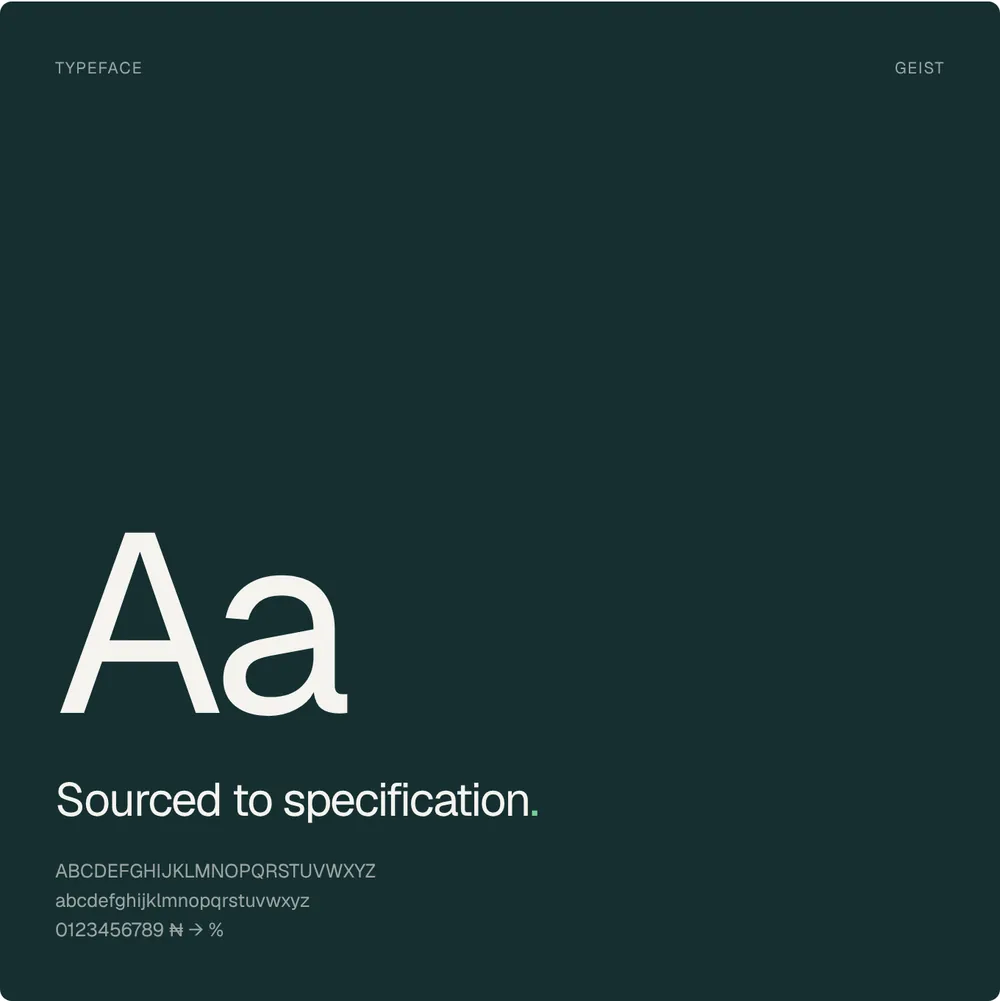 TYPEFACE
GEIST
Aa
Sourced to specification.
ABCDEFGHIJKLMNOPQRSTUVWXYZ
abcdefghijklmnopqrstuvwxyz
0123456789 ₦ → %